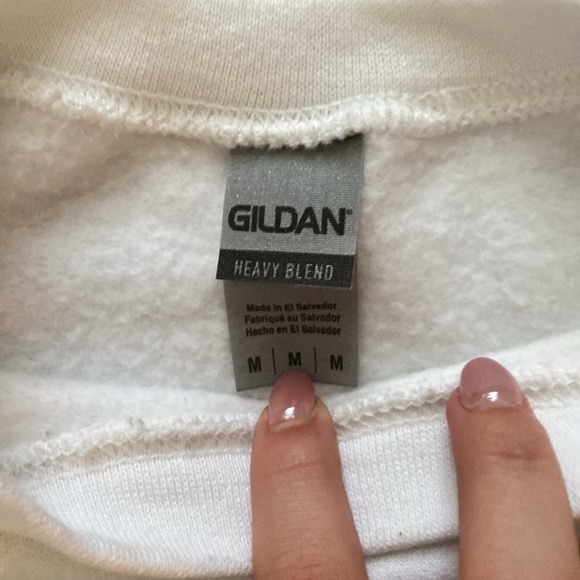 GILDAN®
HEAVY BLEND
Made in El Salvador
Fabriqué au Salvador
Hecho en El Salvador
M | M | M